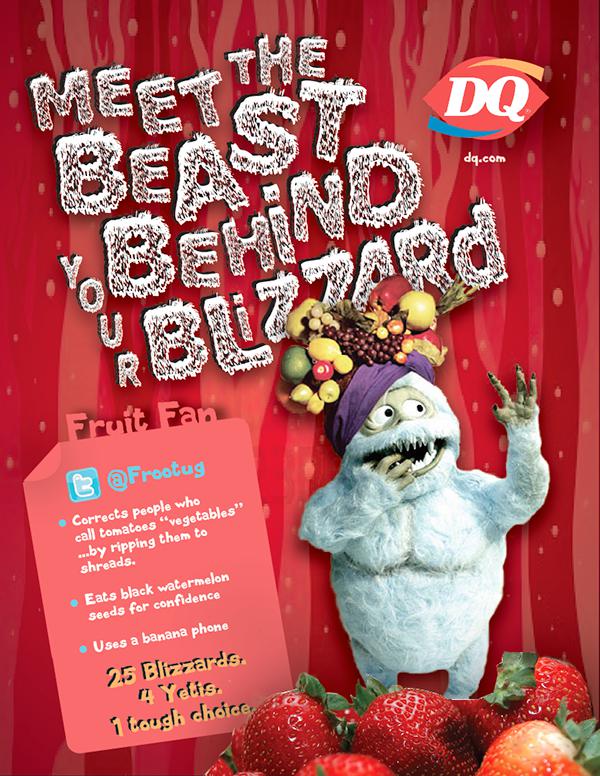 MEET THE
BEAST
BEHIND
YOUR BLIZZARD
DQ
dq.com
Fruit Fan
@Frootug
• Corrects people who
call tomatoes “vegetables”
...by ripping them to
shreads.
• Eats black watermelon
seeds for confidence
• Uses a banana phone
25 Blizzards.
4 Yetis.
1 tough choice.